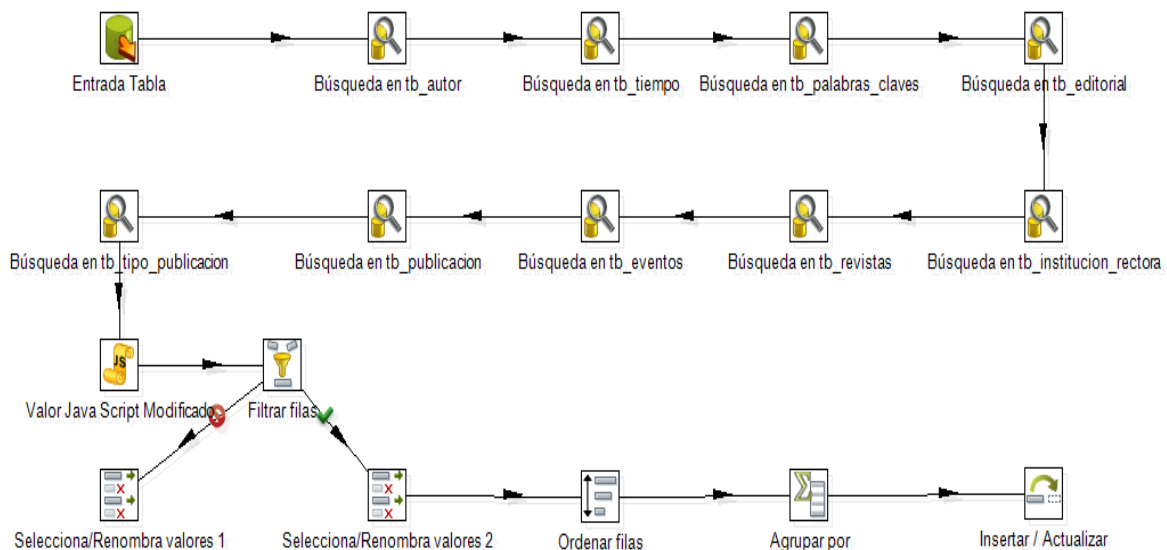 Entrada Tabla
Búsqueda en tb_autor
Búsqueda en tb_tiempo
Búsqueda en tb_palabras_claves
Búsqueda en tb_editorial
Búsqueda en tb_tipo_publicacion
Búsqueda en tb_publicacion
Búsqueda en tb_eventos
Búsqueda en tb_revistas
Búsqueda en tb_institucion_rectora
JS
Valor Java Script Modificado
Filtrar filas
Selecciona/Renombra valores 1
Selecciona/Renombra valores 2
Ordenar filas
Agrupar por
Insertar / Actualizar